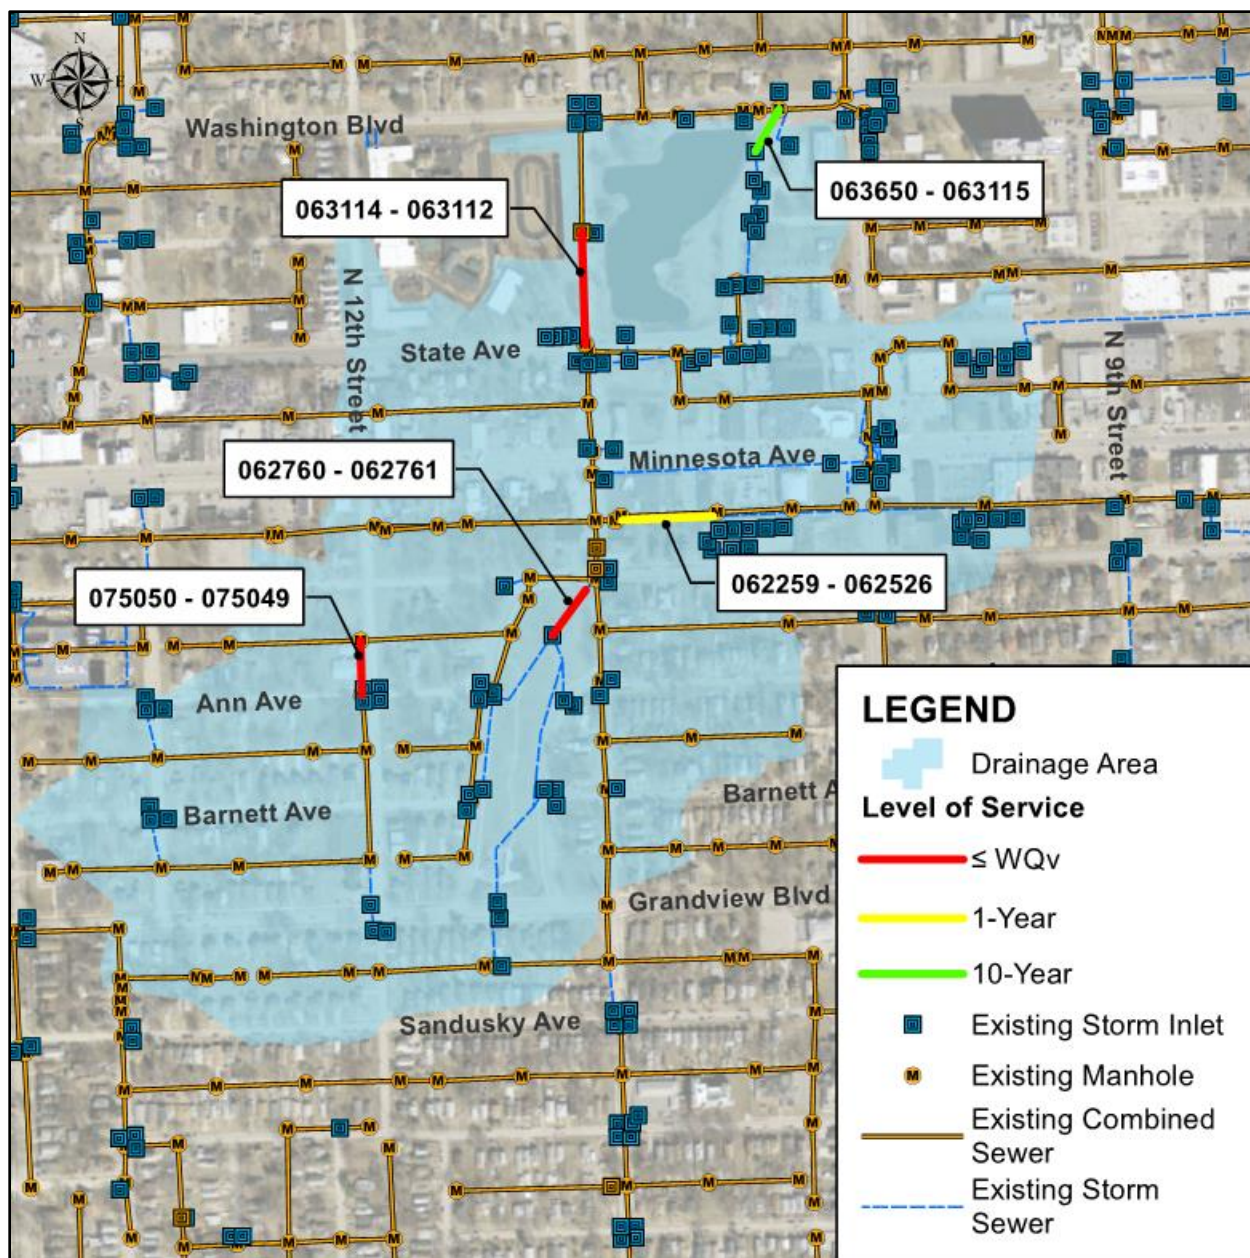 N
W E
S
Washington Blvd
063114 - 063112
063650 - 063115
N 12th Street
State Ave
N 9th Street
062760 - 062761
Minnesota Ave
075050 - 075049
062259 - 062526
Ann Ave
Barnett Ave
Barnett A
Grandview Blvd
Sandusky Ave
LEGEND
Drainage Area
Level of Service
≤ WQv
1-Year
10-Year
Existing Storm Inlet
M Existing Manhole
Existing Combined
Sewer
Existing Storm
Sewer